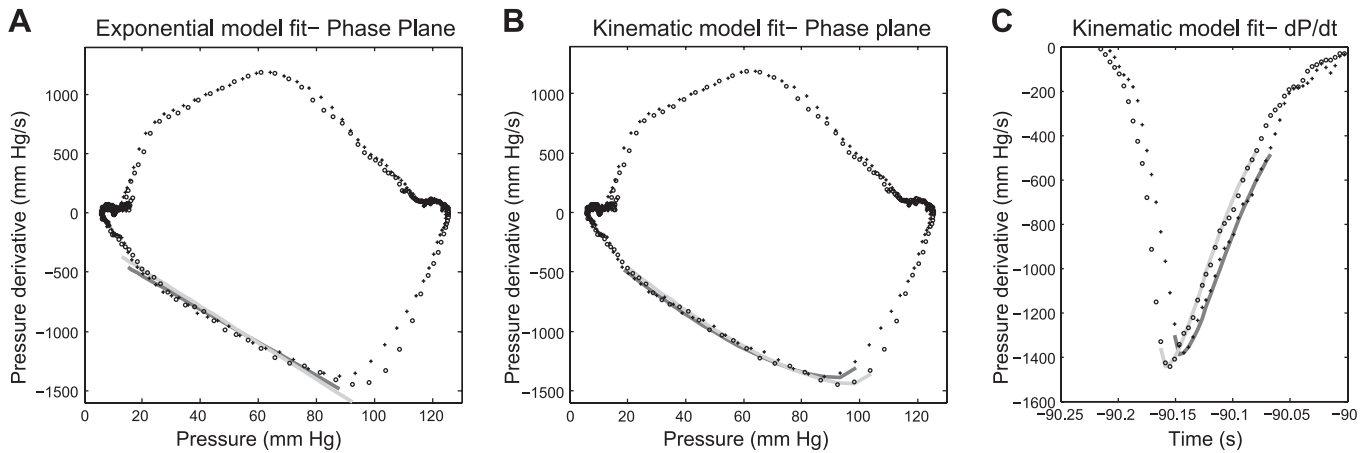 A Exponential model fit− Phase Plane
Pressure derivative (mm Hg/s)
1000
500
0
−500
−1000
−1500
0 20 40 60 80 100 120
Pressure (mm Hg)
B Kinematic model fit− Phase plane
Pressure derivative (mm Hg/s)
1000
500
0
−500
−1000
−1500
0 20 40 60 80 100 120
Pressure (mm Hg)
C Kinematic model fit− dP/dt
Pressure derivative (mm Hg/s)
0
−200
−400
−600
−800
−1000
−1200
−1400
−1600
−90.25 −90.2 −90.15 −90.1 −90.05 −90
Time (s)